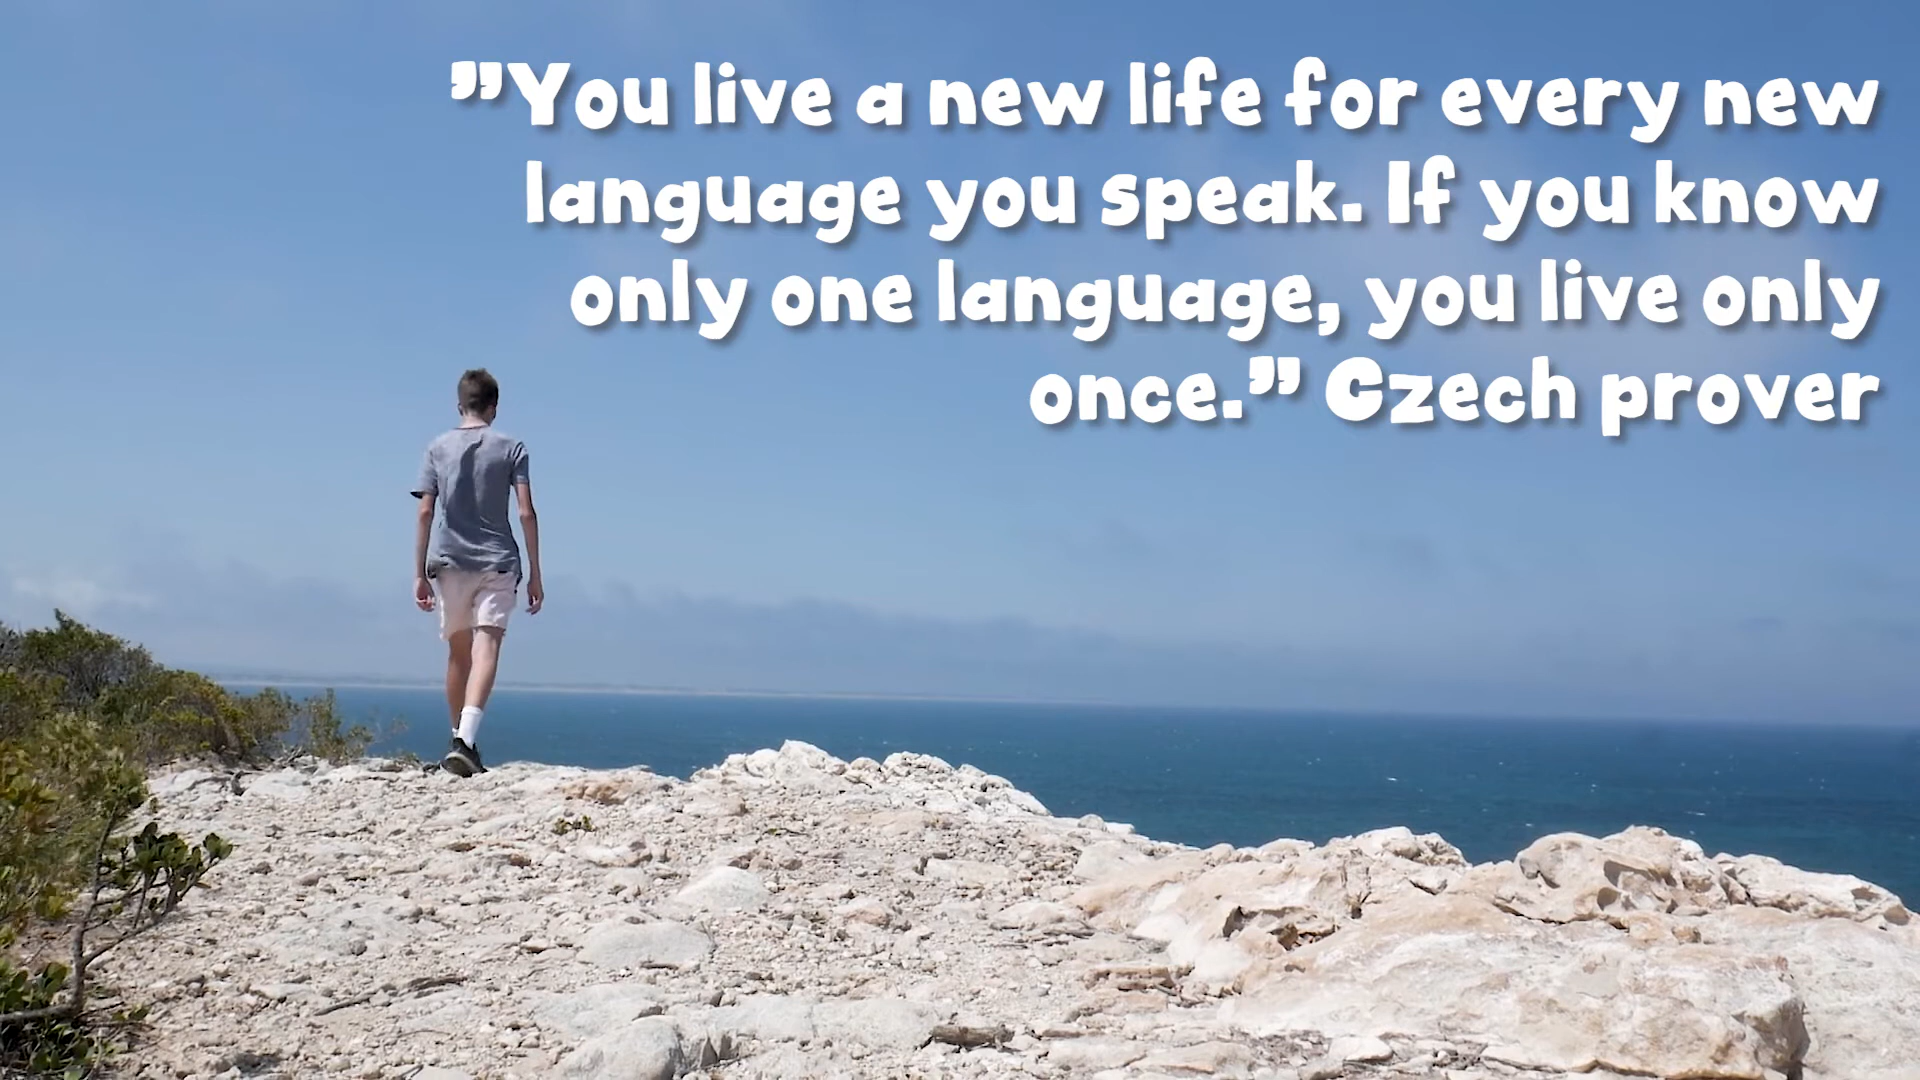 ”You live a new life for every new
language you speak. If you know
only one language, you live only
once.” Czech prover